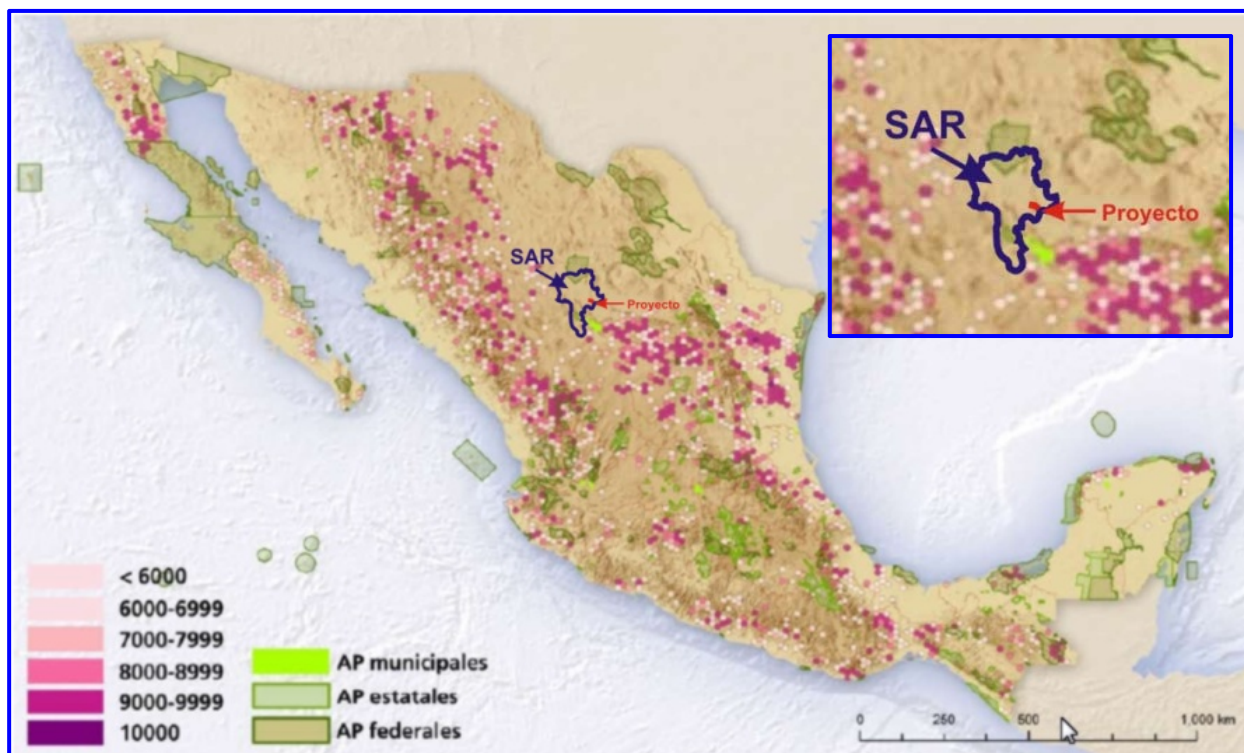 SAR
Proyecto
SAR
Proyecto
< 6000
6000-6999
7000-7999
8000-8999
9000-9999
10000
AP municipales
AP estatales
AP federales
0 250 500 1,000 km